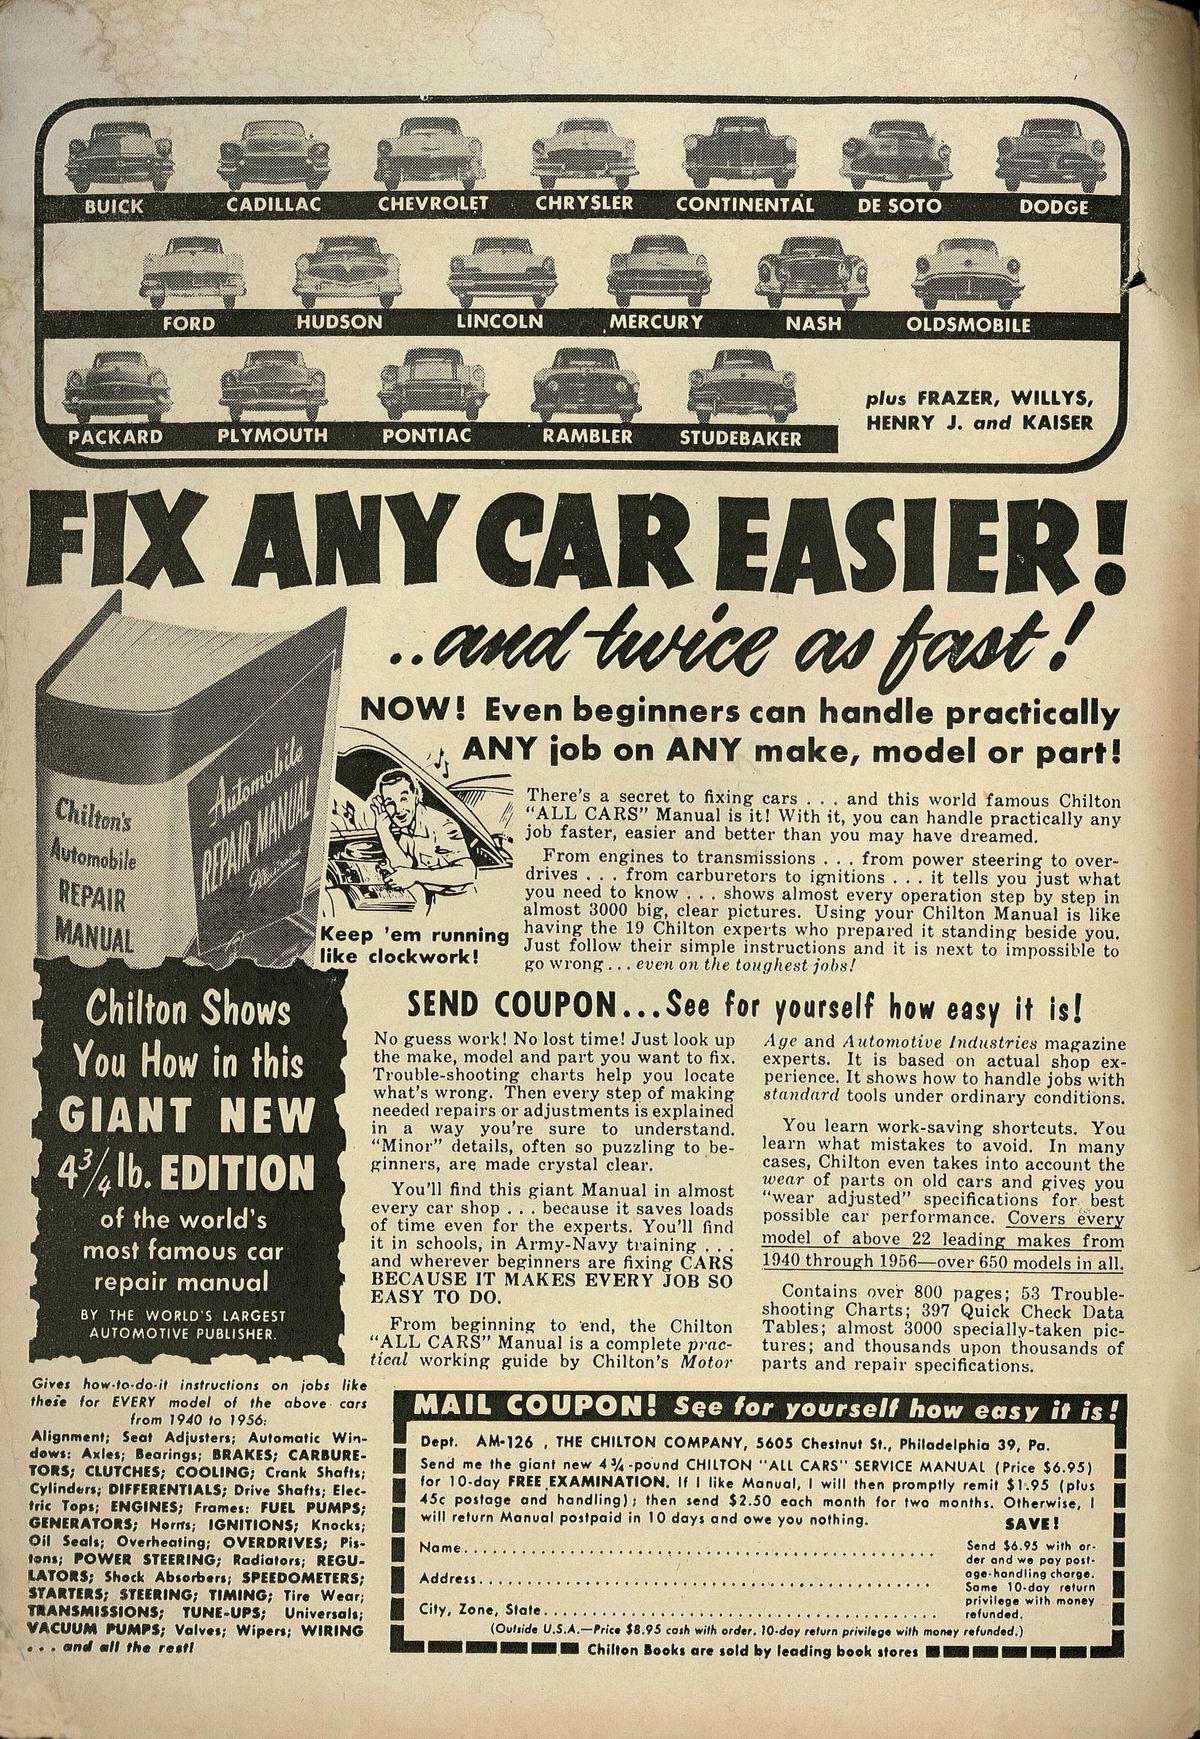 BUICK CADILLAC CHEVROLET CHRYSLER CONTINENTAL DE SOTO DODGE
FORD HUDSON LINCOLN MERCURY NASH OLDSMOBILE
PACKARD PLYMOUTH PONTIAC RAMBLER STUDEBAKER
plus FRAZER, WILLYS,
HENRY J. and KAISER
FIX ANY CAR EASIER!
..and twice as fast!
NOW! Even beginners can handle practically
ANY job on ANY make, model or part!
Chilton's
Automobile
REPAIR
MANUAL
Automobile
REPAIR MANUAL
Keep 'em running
like clockwork!
There's a secret to fixing cars . . . and this world famous Chilton
"ALL CARS" Manual is it! With it, you can handle practically any
job faster, easier and better than you may have dreamed.
From engines to transmissions . . . from power steering to over-
drives . . . from carburetors to ignitions . . . it tells you just what
you need to know . . . shows almost every operation step by step in
almost 3000 big, clear pictures. Using your Chilton Manual is like
having the 19 Chilton experts who prepared it standing beside you.
Just follow their simple instructions and it is next to impossible to
go wrong . . . even on the toughest jobs!
Chilton Shows
You How in this
GIANT NEW
4 3/4 lb. EDITION
of the world's
most famous car
repair manual
BY THE WORLD'S LARGEST
AUTOMOTIVE PUBLISHER.
SEND COUPON...See for yourself how easy it is!
No guess work! No lost time! Just look up
the make, model and part you want to fix.
Trouble-shooting charts help you locate
what's wrong. Then every step of making
needed repairs or adjustments is explained
in a way you're sure to understand.
"Minor" details, often so puzzling to be-
ginners, are made crystal clear.
You'll find this giant Manual in almost
every car shop . . . because it saves loads
of time even for the experts. You'll find
it in schools, in Army-Navy training . . .
and wherever beginners are fixing CARS
BECAUSE IT MAKES EVERY JOB SO
EASY TO DO.
From beginning to end, the Chilton
"ALL CARS" Manual is a complete prac-
tical working guide by Chilton's Motor
Age and Automotive Industries magazine
experts. It is based on actual shop ex-
perience. It shows how to handle jobs with
standard tools under ordinary conditions.
You learn work-saving shortcuts. You
learn what mistakes to avoid. In many
cases, Chilton even takes into account the
wear of parts on old cars and gives you
"wear adjusted" specifications for best
possible car performance. Covers every
model of above 22 leading makes from
1940 through 1956—over 650 models in all.
Contains over 800 pages; 53 Trouble-
shooting Charts; 397 Quick Check Data
Tables; almost 3000 specially-taken pic-
tures; and thousands upon thousands of
parts and repair specifications.
Gives how-to-do-it instructions on jobs like
these for EVERY model of the above cars
from 1940 to 1956:
Alignment; Seat Adjusters; Automatic Win-
dows: Axles; Bearings; BRAKES; CARBURE-
TORS; CLUTCHES; COOLING; Crank Shafts;
Cylinders; DIFFERENTIALS; Drive Shafts; Elec-
tric Tops; ENGINES; Frames: FUEL PUMPS;
GENERATORS; Horns; IGNITIONS; Knocks;
Oil Seals; Overheating; OVERDRIVES; Pis-
tons; POWER STEERING; Radiators; REGU-
LATORS; Shock Absorbers; SPEEDOMETERS;
STARTERS; STEERING; TIMING; Tire Wear;
TRANSMISSIONS; TUNE-UPS; Universals;
VACUUM PUMPS; Valves; Wipers; WIRING
. . . and all the rest!
MAIL COUPON! See for yourself how easy it is!
Dept. AM-126 , THE CHILTON COMPANY, 5605 Chestnut St., Philadelphia 39, Pa.
Send me the giant new 4¾-pound CHILTON "ALL CARS" SERVICE MANUAL (Price $6.95)
for 10-day FREE EXAMINATION. If I like Manual, I will then promptly remit $1.95 (plus
45c postage and handling); then send $2.50 each month for two months. Otherwise, I
will return Manual postpaid in 10 days and owe you nothing.
SAVE!
Send $6.95 with or-
der and we pay post-
age-handling charge.
Same 10-day return
privilege with money
refunded.
Name
Address
City, Zone, State
(Outside U.S.A.—Price $8.95 cash with order. 10-day return privilege with money refunded.)
Chilton Books are sold by leading book stores